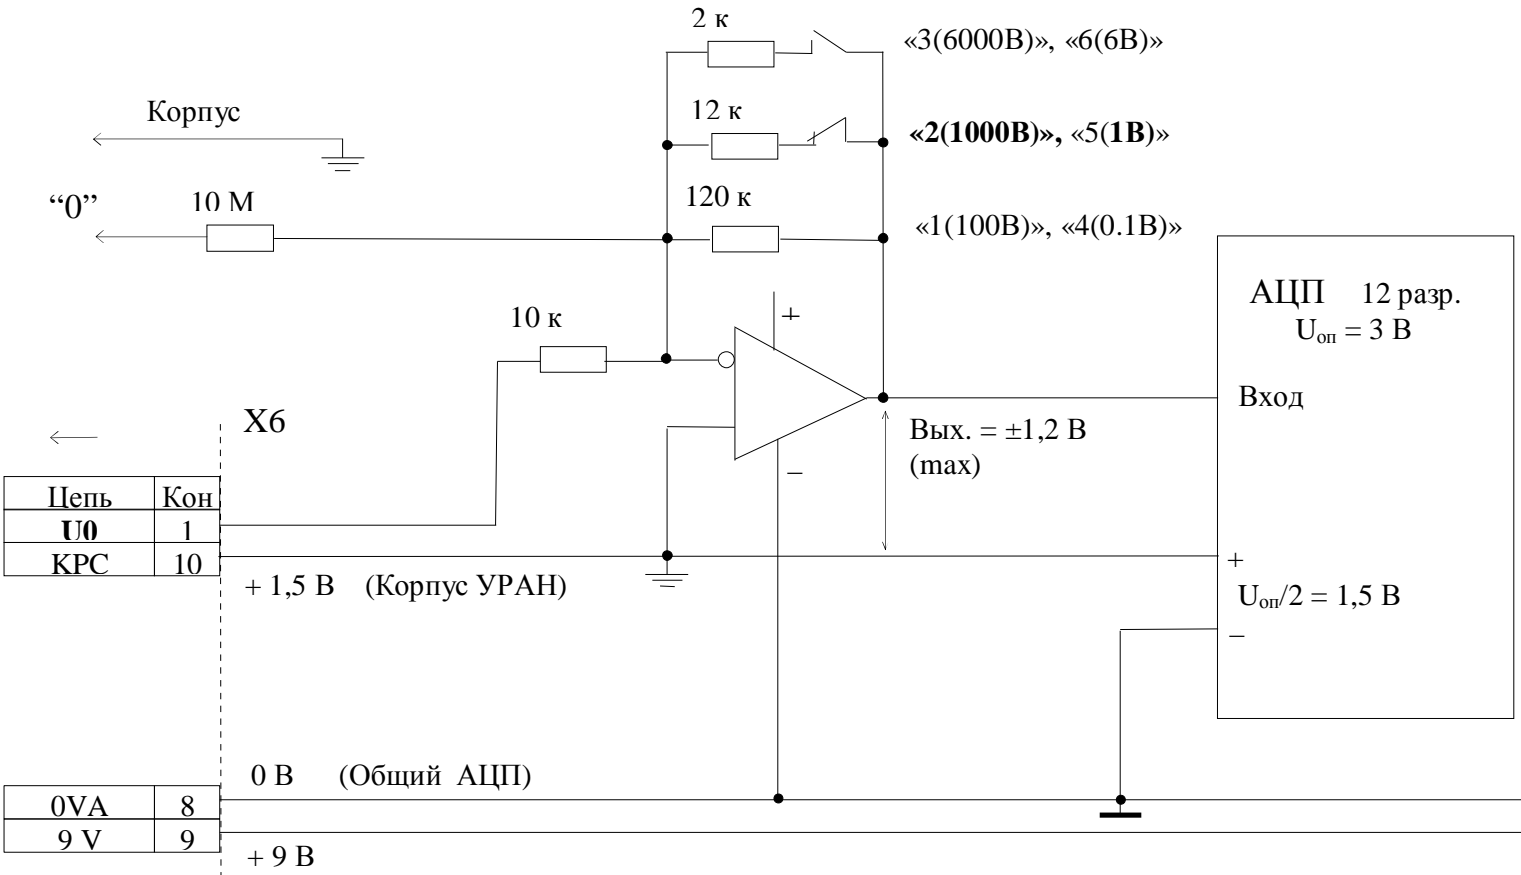 2 к
«3(6000В)», «6(6В)»
Корпус
12 к
«2(1000В)», «5(1В)»
“0”
10 М
120 к
«1(100В)», «4(0.1В)»
10 к
+
−
АЦП 12 разр.
Uоп = 3 В
Вход
X6
Вых. = ±1,2 В
(max)
Цепь Кон
U0 1
КРС 10
+ 1,5 В (Корпус УРАН)
+
Uоп/2 = 1,5 В
−
0 В (Общий АЦП)
0VA 8
9 V 9
+ 9 В